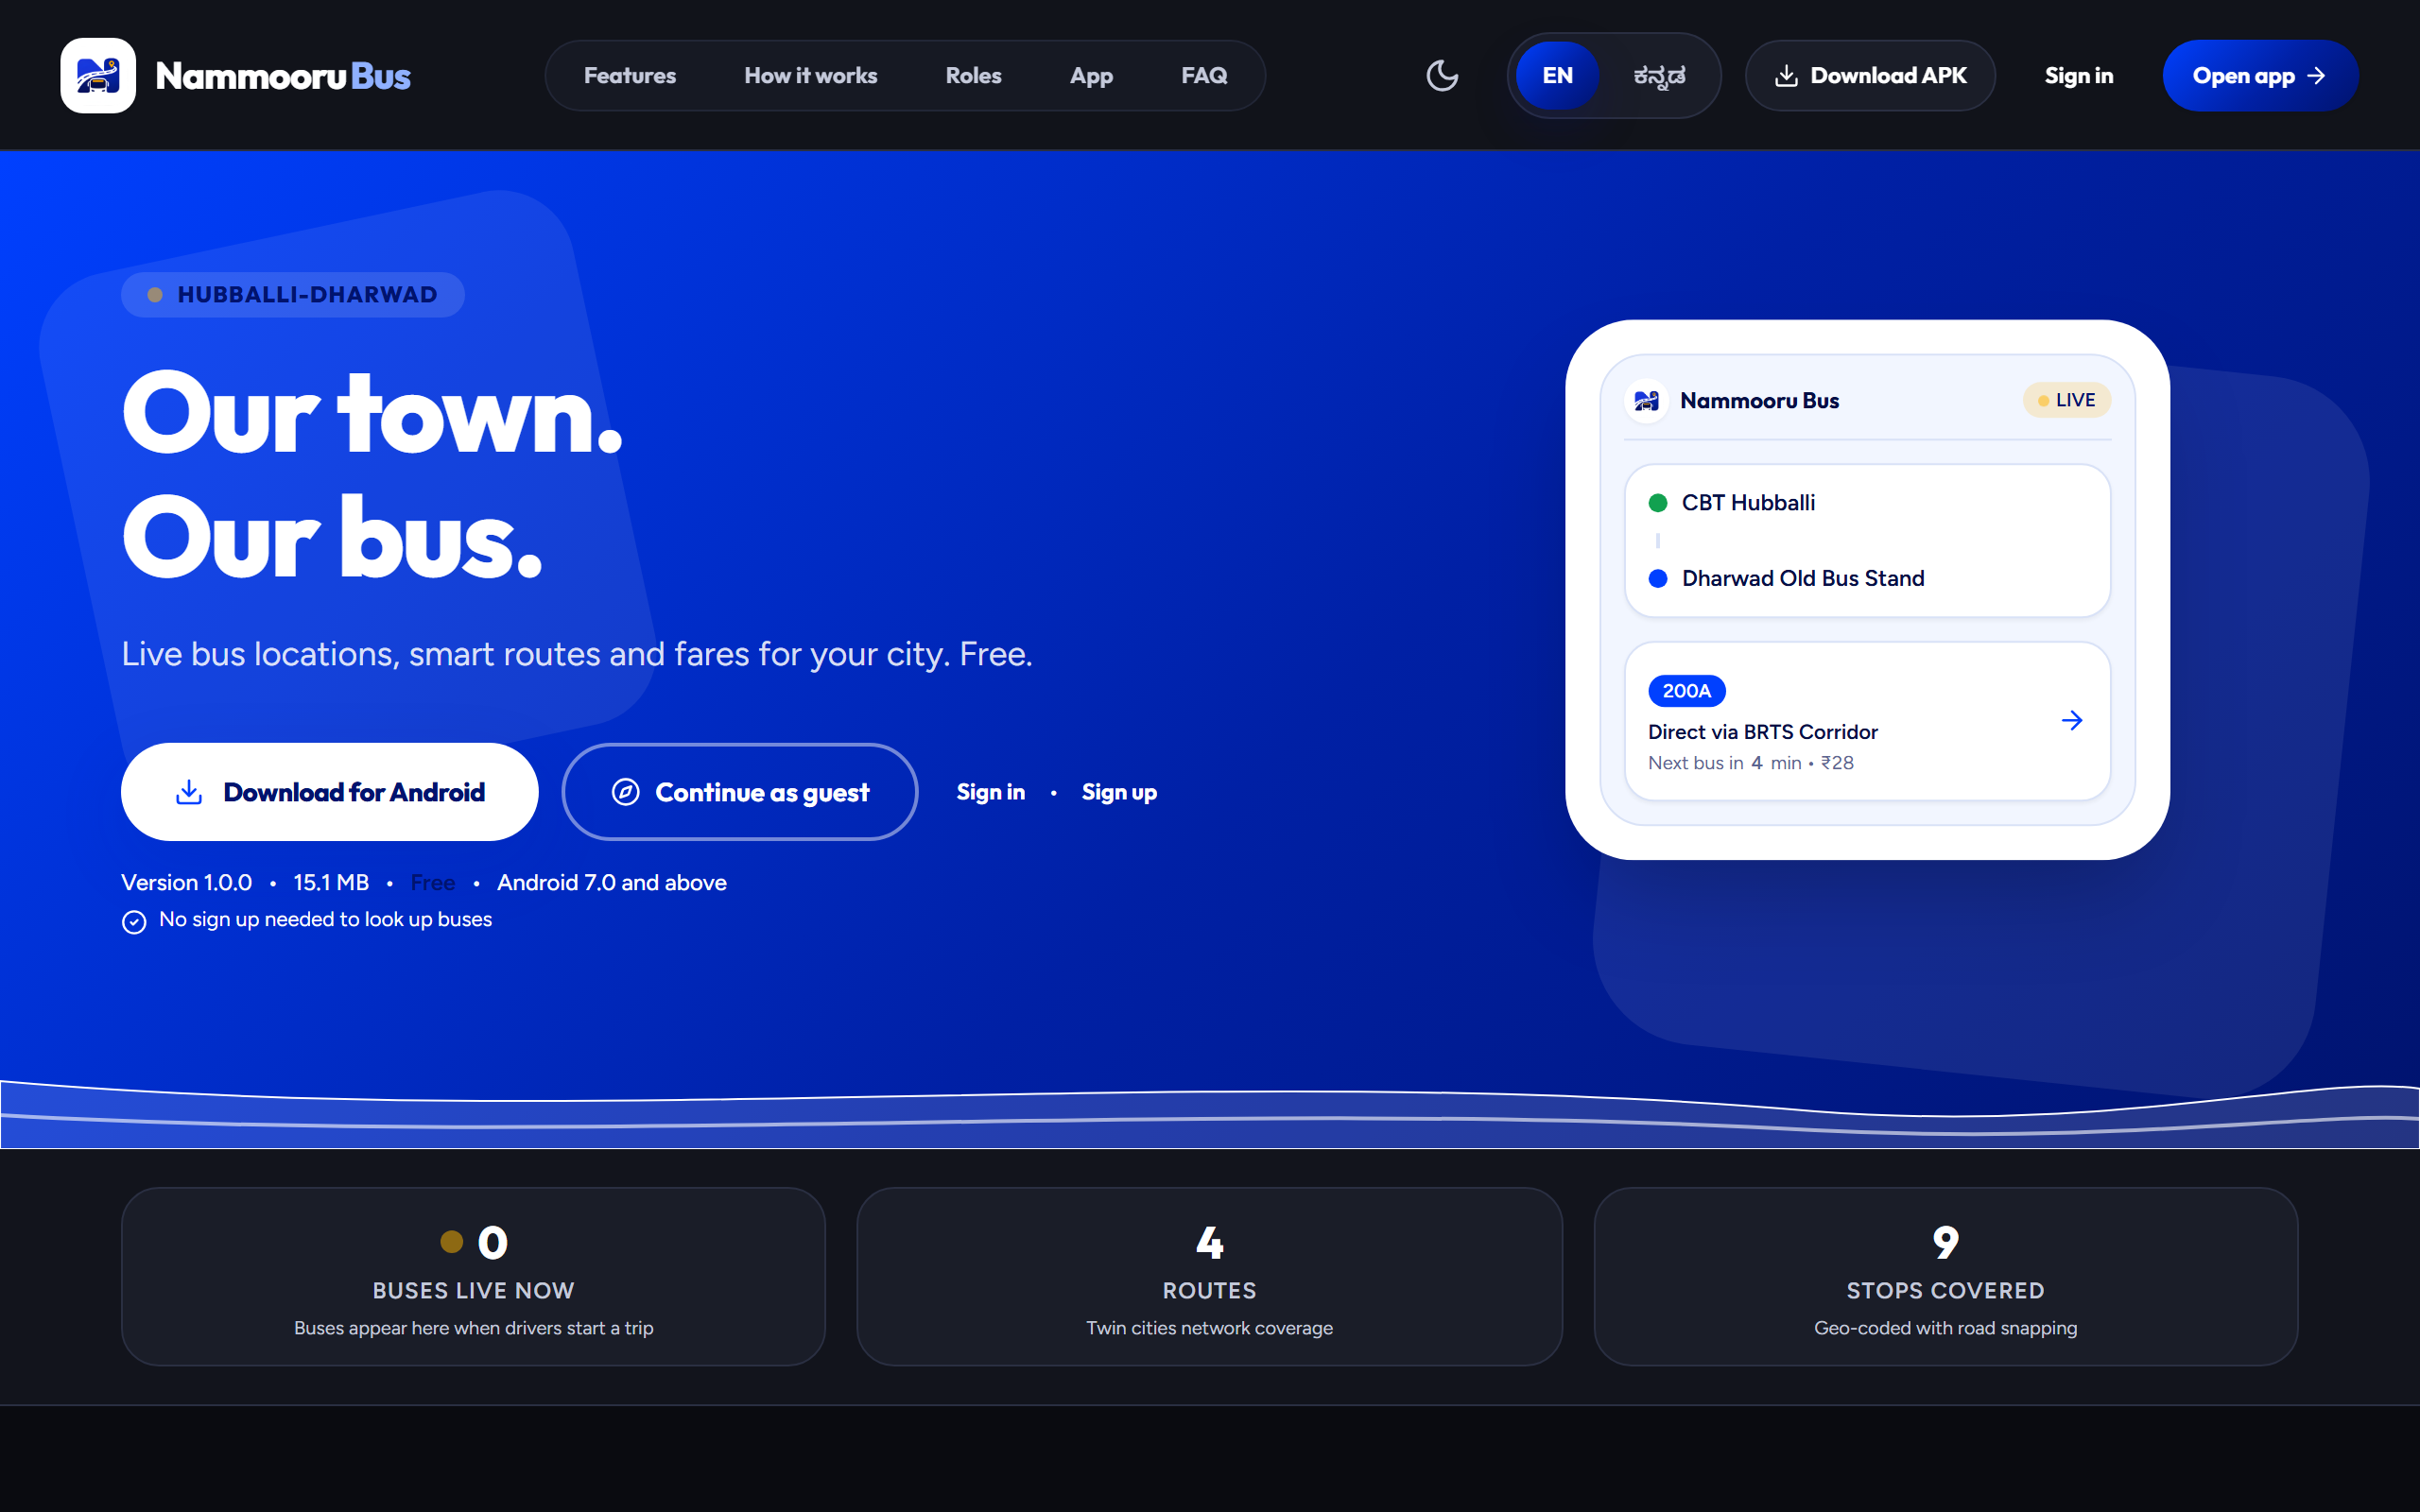 Nammooru Bus
Features
How it works
Roles
App
FAQ
EN
ಕನ್ನಡ
Download APK
Sign in
Open app
HUBBALLI-DHARWAD
Our town.
Our bus.
Live bus locations, smart routes and fares for your city. Free.
Download for Android
Continue as guest
Sign in • Sign up
Version 1.0.0 • 15.1 MB • Free • Android 7.0 and above
No sign up needed to look up buses
Nammooru Bus
LIVE
CBT Hubballi
Dharwad Old Bus Stand
200A
Direct via BRTS Corridor
Next bus in 4 min • ₹28
0
BUSES LIVE NOW
Buses appear here when drivers start a trip
4
ROUTES
Twin cities network coverage
9
STOPS COVERED
Geo-coded with road snapping